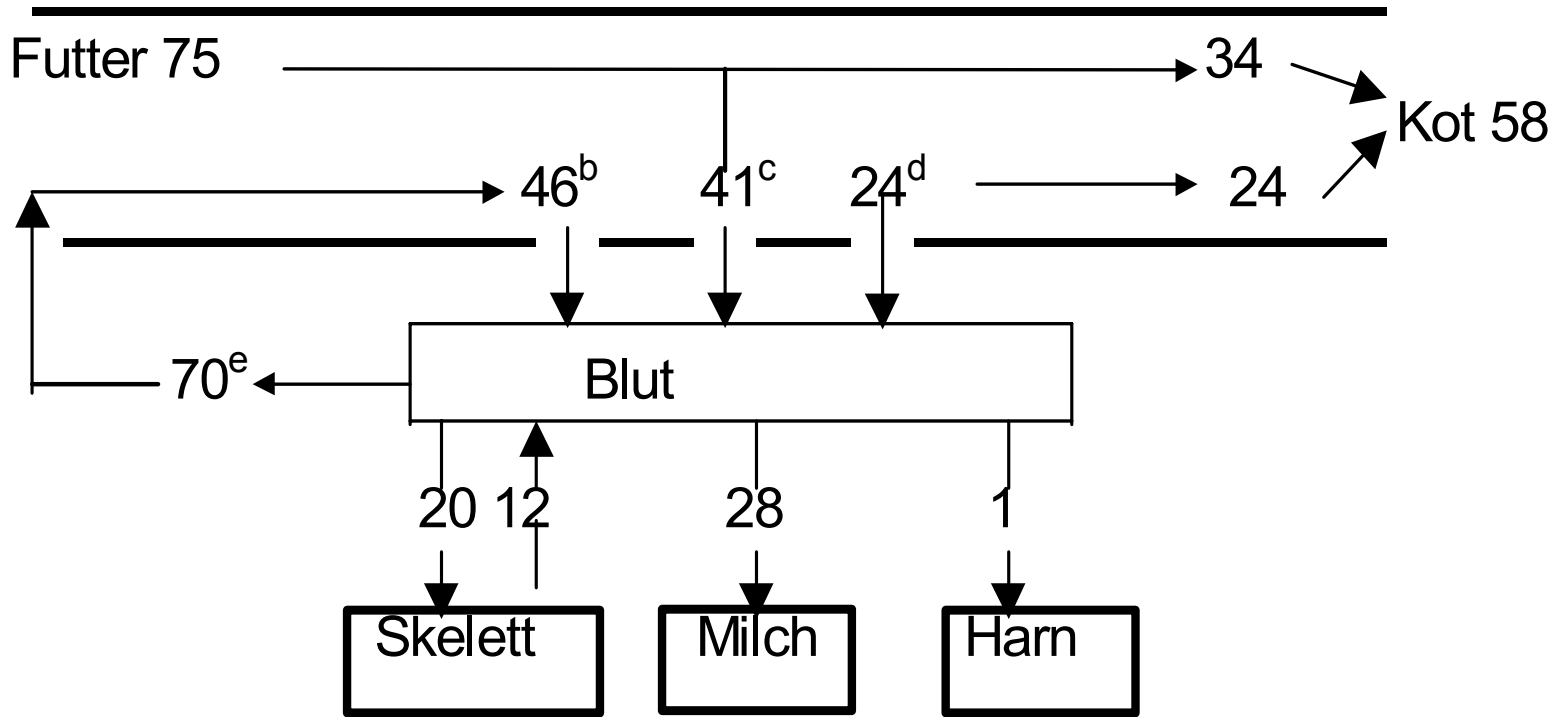 Futter 75
34
Kot 58
46ᵇ
41ᶜ
24ᵈ
24
70ᵉ
Blut
20 12
28
1
Skelett
Milch
Harn